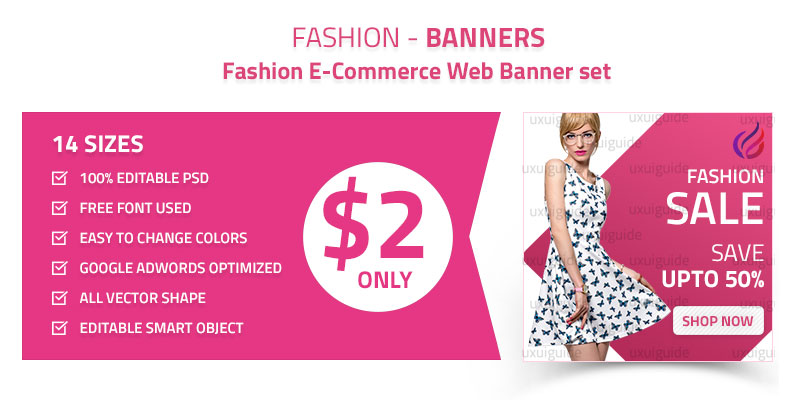 FASHION - BANNERS
Fashion E-Commerce Web Banner set
14 SIZES
100% EDITABLE PSD
FREE FONT USED
EASY TO CHANGE COLORS
GOOGLE ADWORDS OPTIMIZED
ALL VECTOR SHAPE
EDITABLE SMART OBJECT
$2
ONLY
uxuiguide
uxuiguide
FASHION
SALE
SAVE
UPTO 50%
SHOP NOW
uxuiguide
uxuiguide
uxuiguide
uxuiguide